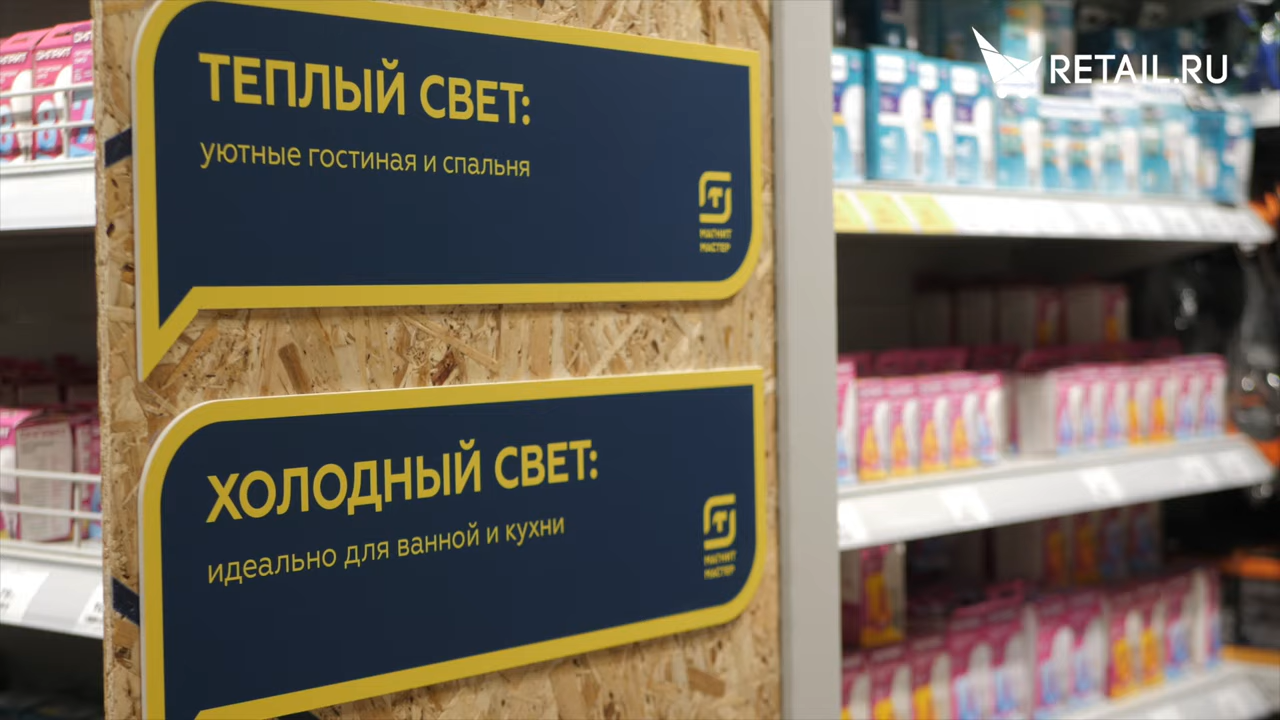 RETAIL.RU
ТЕПЛЫЙ СВЕТ:
уютные гостиная и спальня
МАГНИТ
МАСТЕР
ХОЛОДНЫЙ СВЕТ:
идеально для ванной и кухни
МАГНИТ
МАСТЕР